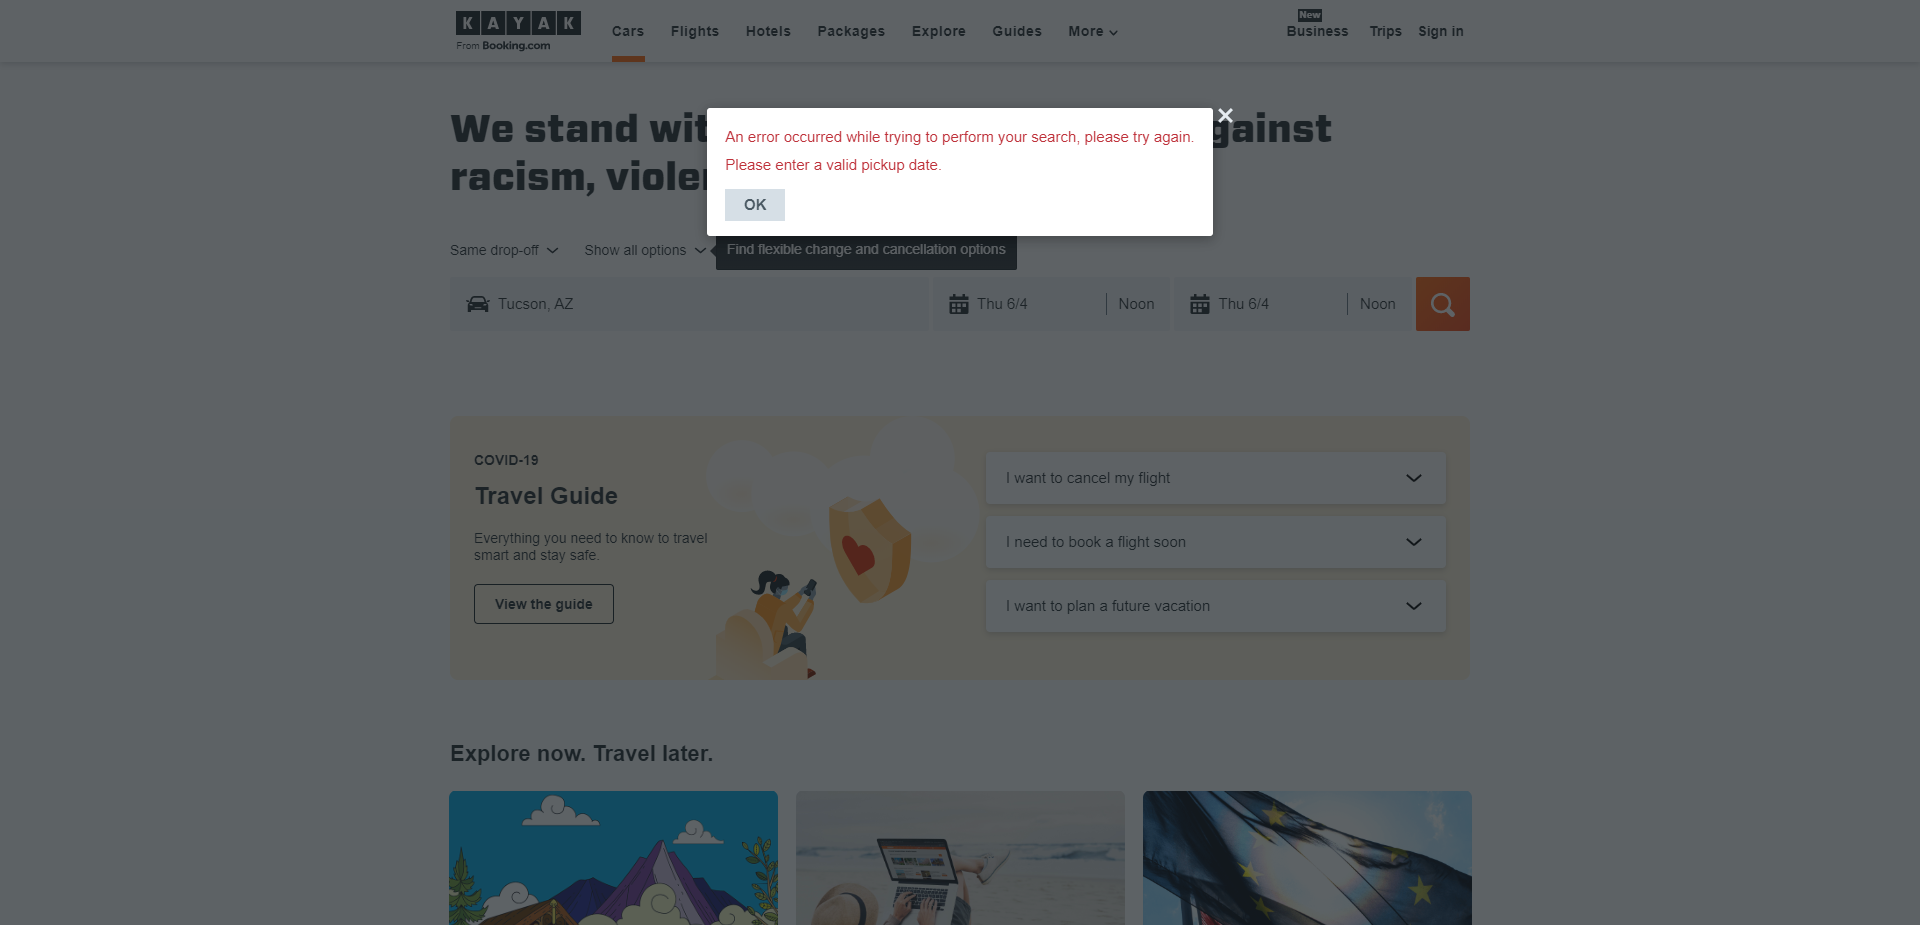 KAYAK
From Booking.com
Cars
Flights
Hotels
Packages
Explore
Guides
More
New
Business
Trips
Sign in
We stand
gainst
racism,
An error occurred while trying to perform your search, please try again.
Please enter a valid pickup date.
OK
Same drop-off
Show all options
Find flexible change and cancellation options
Tucson, AZ
Thu 6/4
Noon
Thu 6/4
Noon
COVID-19
Travel Guide
Everything you need to know to travel
smart and stay safe.
View the guide
I want to cancel my flight
I need to book a flight soon
I want to plan a future vacation
Explore now. Travel later.